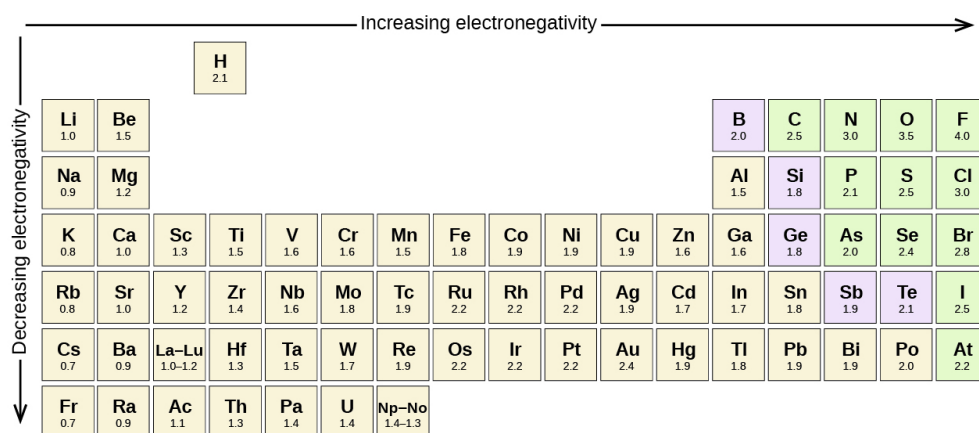 Increasing electronegativity
Decreasing electronegativity
H
2.1
Li Be B C N O F
1.0 1.5 2.0 2.5 3.0 3.5 4.0
Na Mg Al Si P S Cl
0.9 1.2 1.5 1.8 2.1 2.5 3.0
K Ca Sc Ti V Cr Mn Fe Co Ni Cu Zn Ga Ge As Se Br
0.8 1.0 1.3 1.5 1.6 1.6 1.5 1.8 1.9 1.9 1.9 1.6 1.6 1.8 2.0 2.4 2.8
Rb Sr Y Zr Nb Mo Tc Ru Rh Pd Ag Cd In Sn Sb Te I
0.8 1.0 1.2 1.4 1.6 1.8 1.9 2.2 2.2 2.2 1.9 1.7 1.7 1.8 1.9 2.1 2.5
Cs Ba La–Lu Hf Ta W Re Os Ir Pt Au Hg Tl Pb Bi Po At
0.7 0.9 1.0–1.2 1.3 1.5 1.7 1.9 2.2 2.2 2.2 2.4 1.9 1.8 1.9 1.9 2.0 2.2
Fr Ra Ac Th Pa U Np–No
0.7 0.9 1.1 1.3 1.4 1.4 1.4–1.3